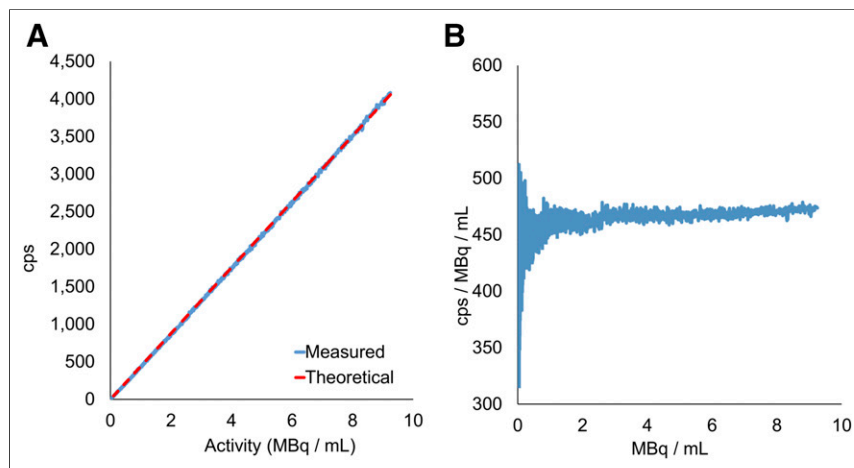 A
4,500
4,000
3,500
3,000
2,500
2,000
1,500
1,000
500
0
cps
Measured
Theoretical
0 2 4 6 8 10
Activity (MBq / mL)
B
600
550
500
450
400
350
300
cps / MBq / mL
0 2 4 6 8 10
MBq / mL